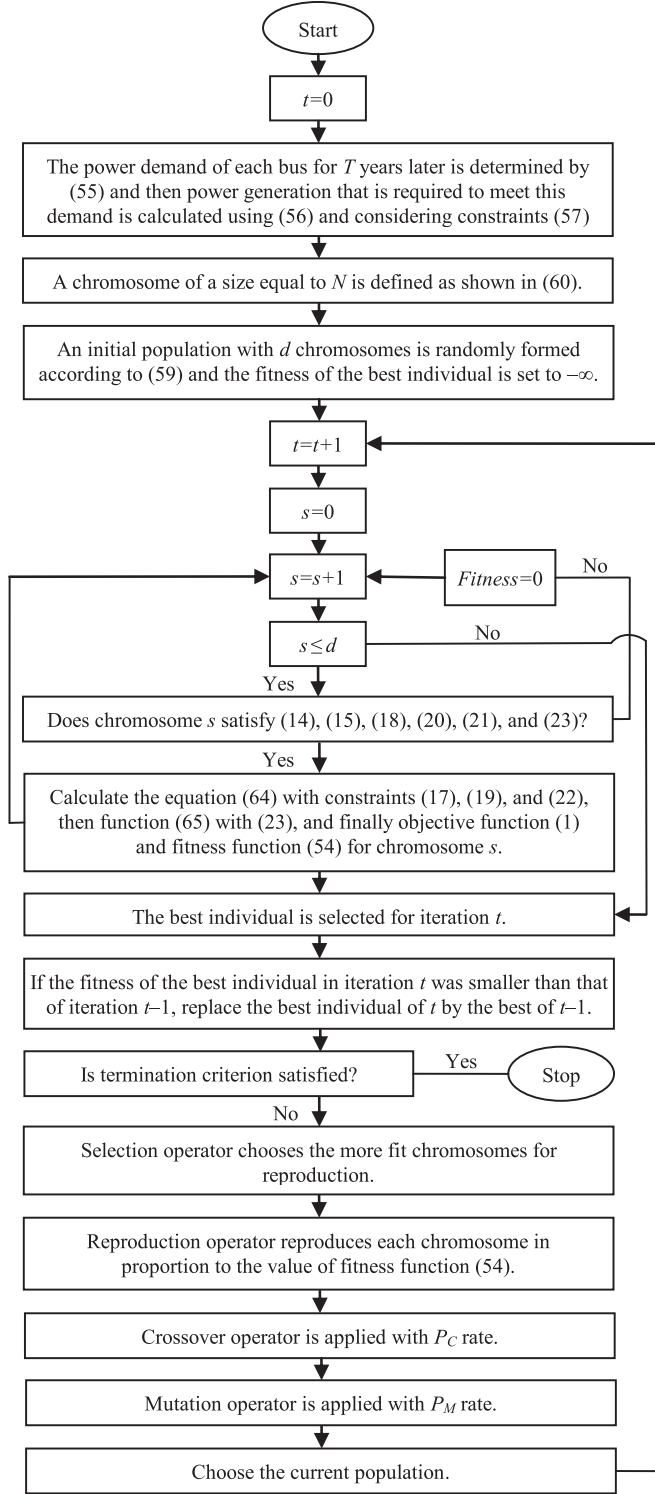 Start
t=0
The power demand of each bus for T years later is determined by
(55) and then power generation that is required to meet this
demand is calculated using (56) and considering constraints (57)
A chromosome of a size equal to N is defined as shown in (60).
An initial population with d chromosomes is randomly formed
according to (59) and the fitness of the best individual is set to −∞.
t=t+1
s=0
s=s+1
Fitness=0
No
s≤d
No
Yes
Does chromosome s satisfy (14), (15), (18), (20), (21), and (23)?
Yes
Calculate the equation (64) with constraints (17), (19), and (22),
then function (65) with (23), and finally objective function (1)
and fitness function (54) for chromosome s.
The best individual is selected for iteration t.
If the fitness of the best individual in iteration t was smaller than that
of iteration t–1, replace the best individual of t by the best of t–1.
Is termination criterion satisfied?
Yes
Stop
No
Selection operator chooses the more fit chromosomes for
reproduction.
Reproduction operator reproduces each chromosome in
proportion to the value of fitness function (54).
Crossover operator is applied with PC rate.
Mutation operator is applied with PM rate.
Choose the current population.